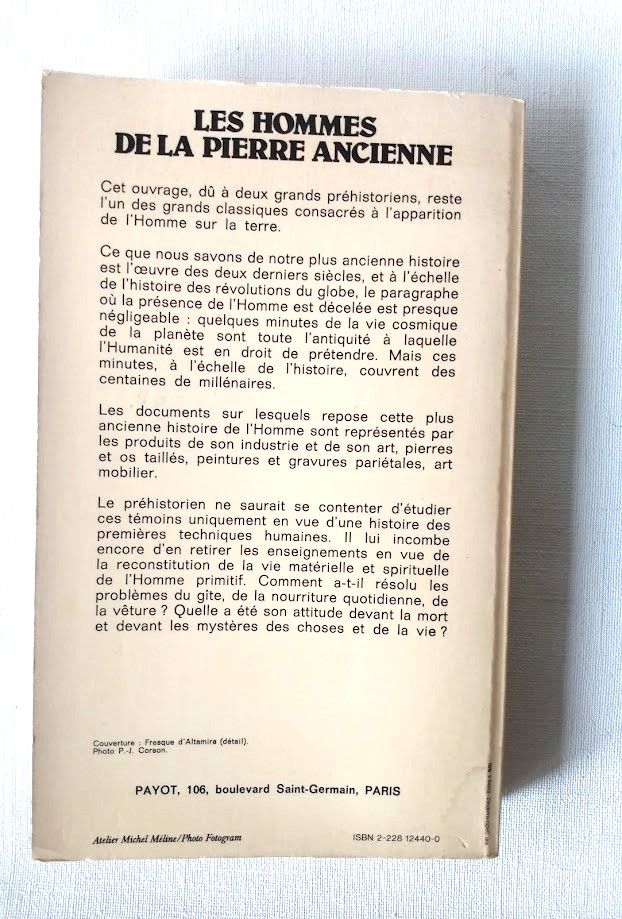 LES HOMMES
DE LA PIERRE ANCIENNE
Cet ouvrage, dû à deux grands préhistoriens, reste
l'un des grands classiques consacrés à l'apparition
de l'Homme sur la terre.
Ce que nous savons de notre plus ancienne histoire
est l'œuvre des deux derniers siècles, et à l'échelle
de l'histoire des révolutions du globe, le paragraphe
où la présence de l'Homme est décelée est presque
négligeable : quelques minutes de la vie cosmique
de la planète sont toute l'antiquité à laquelle
l'Humanité est en droit de prétendre. Mais ces
minutes, à l'échelle de l'histoire, couvrent des
centaines de millénaires.
Les documents sur lesquels repose cette plus
ancienne histoire de l'Homme sont représentés par
les produits de son industrie et de son art, pierres
et os taillés, peintures et gravures pariétales, art
mobilier.
Le préhistorien ne saurait se contenter d'étudier
ces témoins uniquement en vue d'une histoire des
premières techniques humaines. Il lui incombe
encore d'en retirer les enseignements en vue de
la reconstitution de la vie matérielle et spirituelle
de l'Homme primitif. Comment a-t-il résolu les
problèmes du gîte, de la nourriture quotidienne, de
la vêture ? Quelle a été son attitude devant la mort
et devant les mystères des choses et de la vie ?
Couverture : Fresque d'Altamira (détail).
Photo P.-J. Corson.
PAYOT, 106, boulevard Saint-Germain, PARIS
Atelier Michel Méline/Photo Fotogram
ISBN 2-228 12440-0